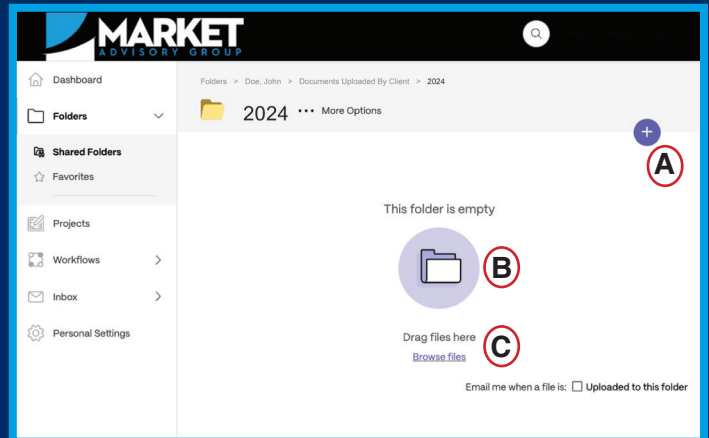 MARKET
ADVISORY GROUP
Dashboard
Folders
Shared Folders
Favorites
Projects
Workflows
Inbox
Personal Settings
Folders > Doe, John > Documents Uploaded By Client > 2024
2024 ••• More Options
+
A
This folder is empty
B
Drag files here
C
Browse files
Email me when a file is: Uploaded to this folder